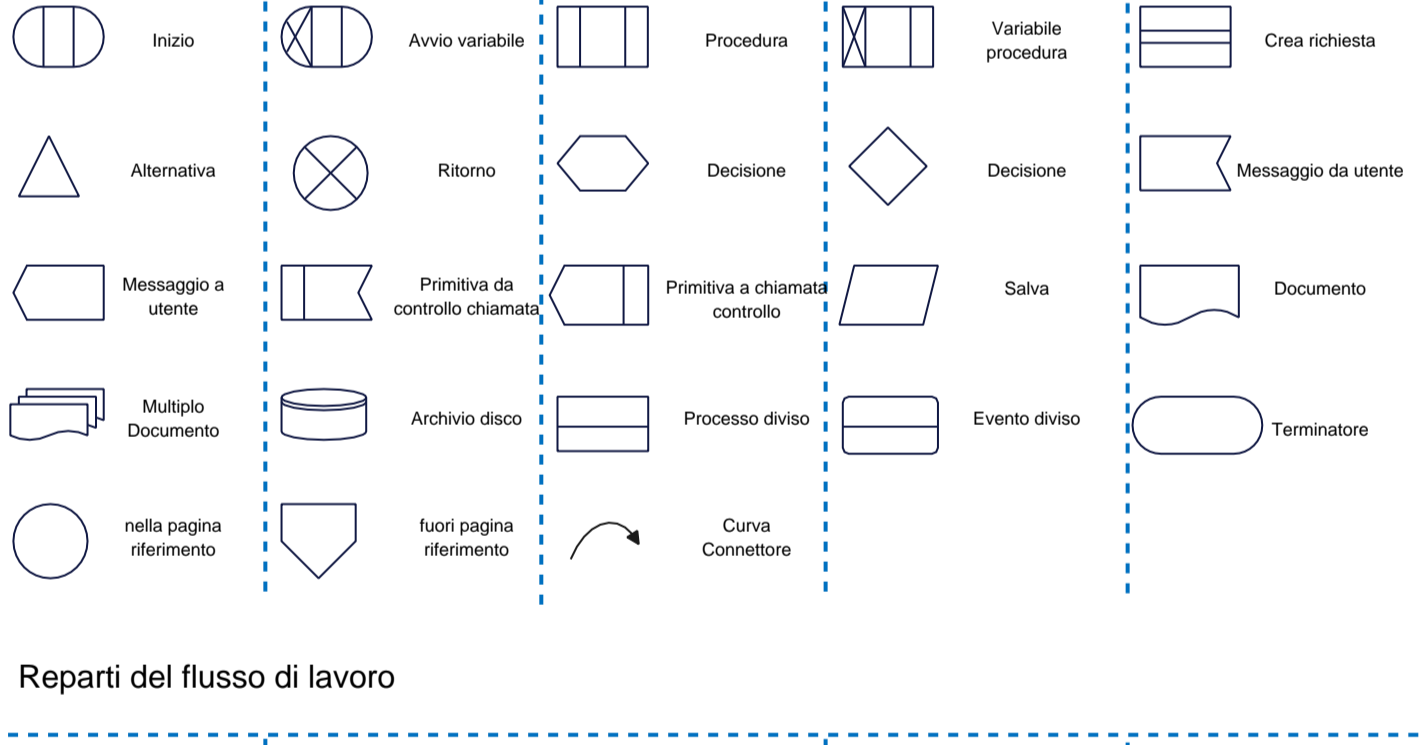 Inizio
Avvio variabile
Procedura
Variabile
procedura
Crea richiesta
Alternativa
Ritorno
Decisione
Decisione
Messaggio da utente
Messaggio a
utente
Primitiva da
controllo chiamata
Primitiva a chiamata
controllo
Salva
Documento
Multiplo
Documento
Archivio disco
Processo diviso
Evento diviso
Terminatore
nella pagina
riferimento
fuori pagina
riferimento
Curva
Connettore
Reparti del flusso di lavoro